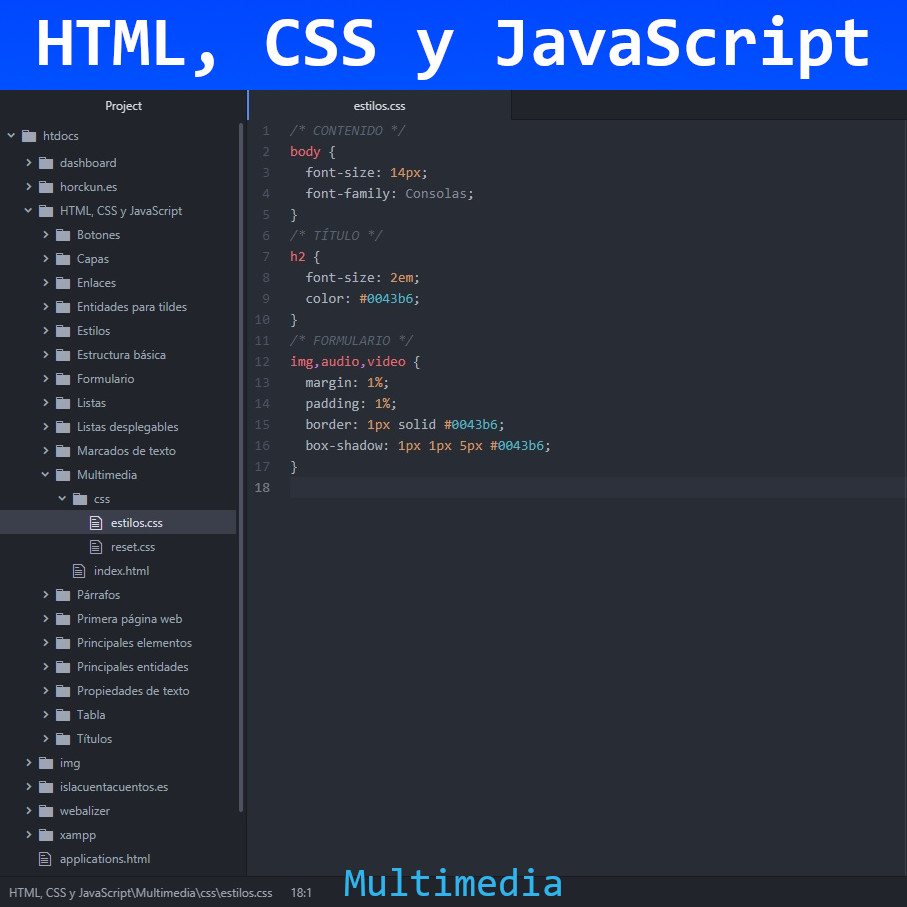 HTML, CSS y JavaScript
Project
htdocs
dashboard
horckun.es
HTML, CSS y JavaScript
Botones
Capas
Enlaces
Entidades para tildes
Estilos
Estructura básica
Formulario
Listas
Listas desplegables
Marcados de texto
Multimedia
css
estilos.css
reset.css
index.html
Párrafos
Primera página web
Principales elementos
Principales entidades
Propiedades de texto
Tabla
Títulos
img
islacuentacuentos.es
webalizer
xampp
applications.html
estilos.css
1 /* CONTENIDO */
2 body {
3 font-size: 14px;
4 font-family: Consolas;
5 }
6 /* TÍTULO */
7 h2 {
8 font-size: 2em;
9 color: #0043b6;
10 }
11 /* FORMULARIO */
12 img,audio,video {
13 margin: 1%;
14 padding: 1%;
15 border: 1px solid #0043b6;
16 box-shadow: 1px 1px 5px #0043b6;
17 }
18
HTML, CSS y JavaScript\Multimedia\css\estilos.css 18:1
Multimedia